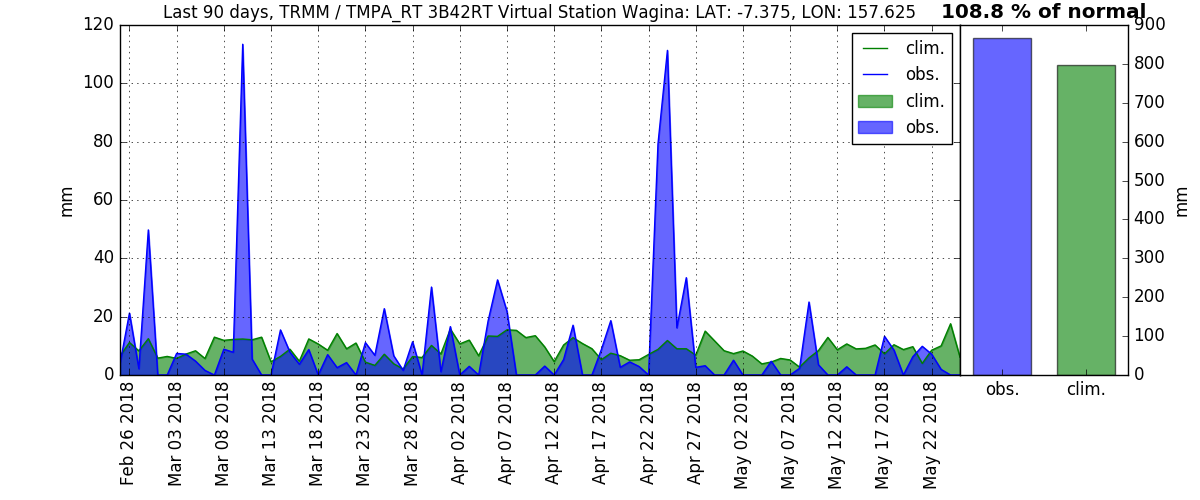 Last 90 days, TRMM / TMPA_RT 3B42RT Virtual Station Wagina: LAT: -7.375, LON: 157.625
108.8 % of normal
120
100
80
60
40
20
0
mm
clim.
obs.
clim.
obs.
900
800
700
600
500
400
300
200
100
0
mm
Feb 26 2018
Mar 03 2018
Mar 08 2018
Mar 13 2018
Mar 18 2018
Mar 23 2018
Mar 28 2018
Apr 02 2018
Apr 07 2018
Apr 12 2018
Apr 17 2018
Apr 22 2018
Apr 27 2018
May 02 2018
May 07 2018
May 12 2018
May 17 2018
May 22 2018
obs.
clim.